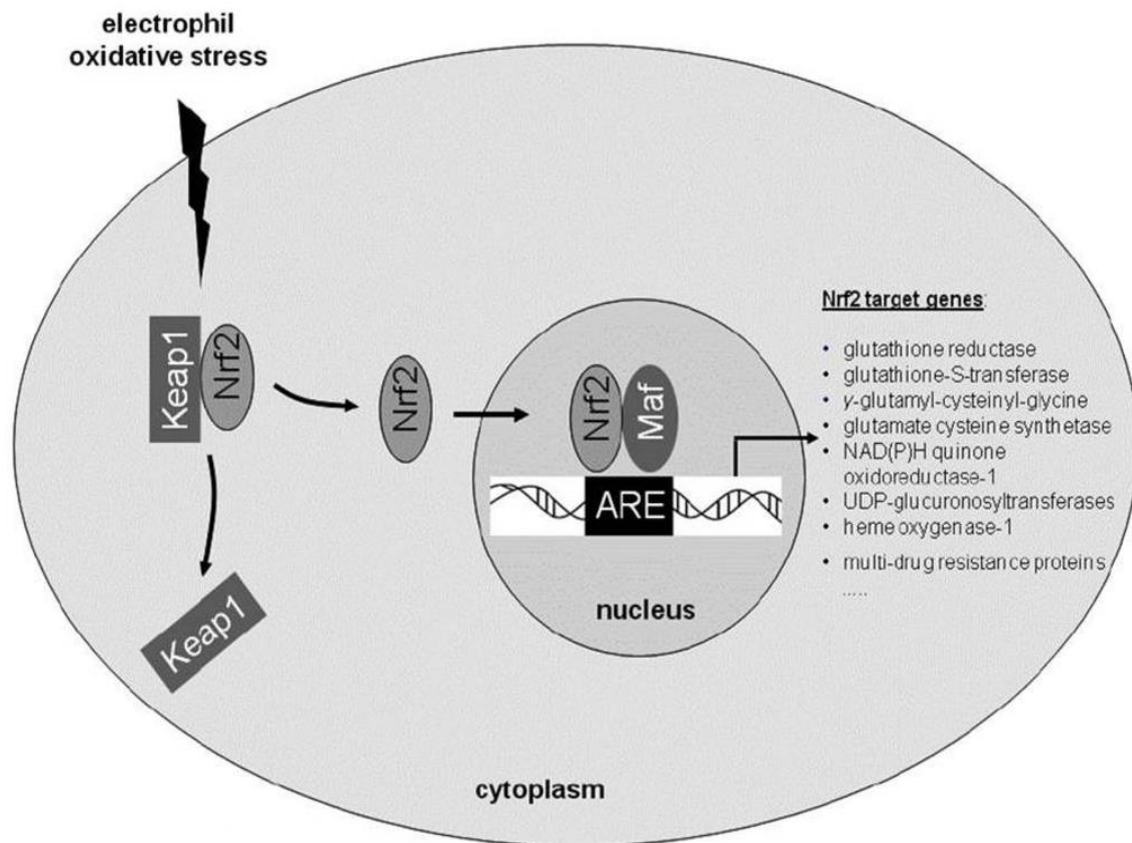 electrophil
oxidative stress
Keap1
Nrf2
Nrf2
Keap1
Nrf2
Maf
ARE
nucleus
cytoplasm
Nrf2 target genes:
• glutathione reductase
• glutathione-S-transferase
• γ-glutamyl-cysteinyl-glycine
• glutamate cysteine synthetase
• NAD(P)H quinone
oxidoreductase-1
• UDP-glucuronosyltransferases
• heme oxygenase-1
• multi-drug resistance proteins
.....